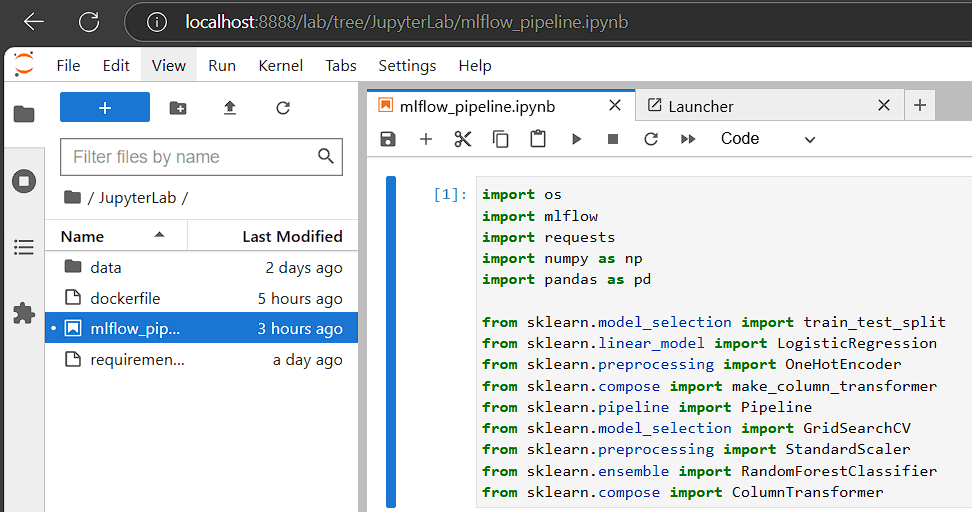 localhost:8888/lab/tree/JupyterLab/mlflow_pipeline.ipynb
File Edit View Run Kernel Tabs Settings Help
mlflow_pipeline.ipynb
Launcher
Code
Filter files by name
/ JupyterLab /
Name Last Modified
data 2 days ago
dockerfile 5 hours ago
mlflow_pip... 3 hours ago
requiremen... a day ago
[1]: import os
import mlflow
import requests
import numpy as np
import pandas as pd
from sklearn.model_selection import train_test_split
from sklearn.linear_model import LogisticRegression
from sklearn.preprocessing import OneHotEncoder
from sklearn.compose import make_column_transformer
from sklearn.pipeline import Pipeline
from sklearn.model_selection import GridSearchCV
from sklearn.preprocessing import StandardScaler
from sklearn.ensemble import RandomForestClassifier
from sklearn.compose import ColumnTransformer